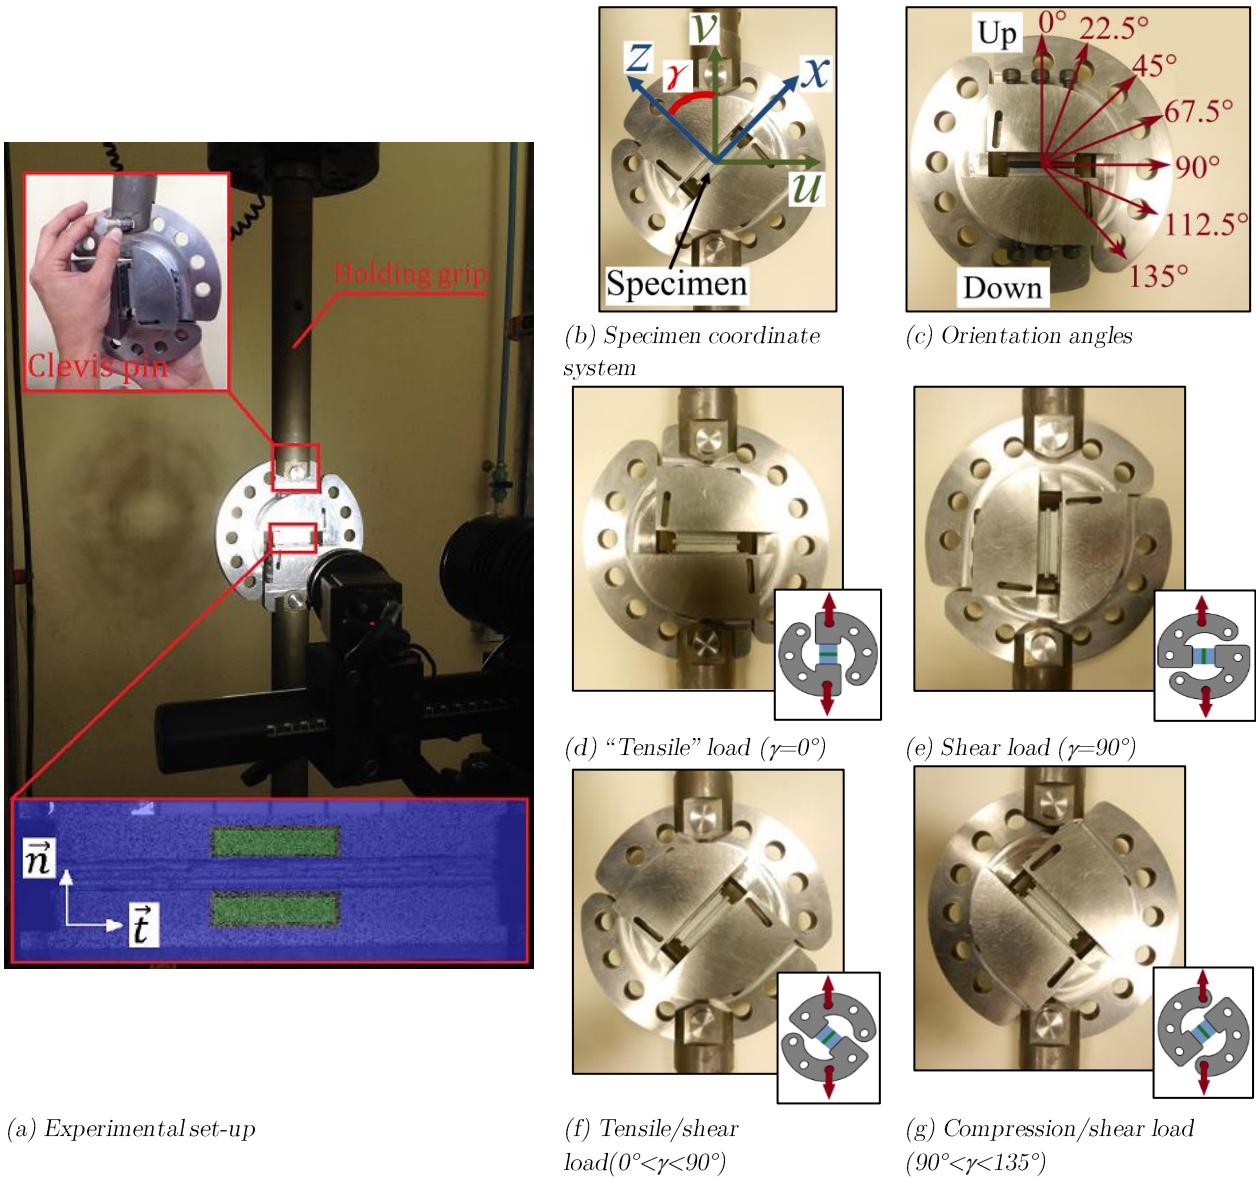 Clevis pin
Holding grip
n
t
(a) Experimental set-up
v
z
γ
x
u
Specimen
(b) Specimen coordinate
system
Up
0°
22.5°
45°
67.5°
90°
112.5°
135°
Down
(c) Orientation angles
(d) “Tensile” load (γ=0°)
(e) Shear load (γ=90°)
(f) Tensile/shear
load(0°<γ<90°)
(g) Compression/shear load
(90°<γ<135°)